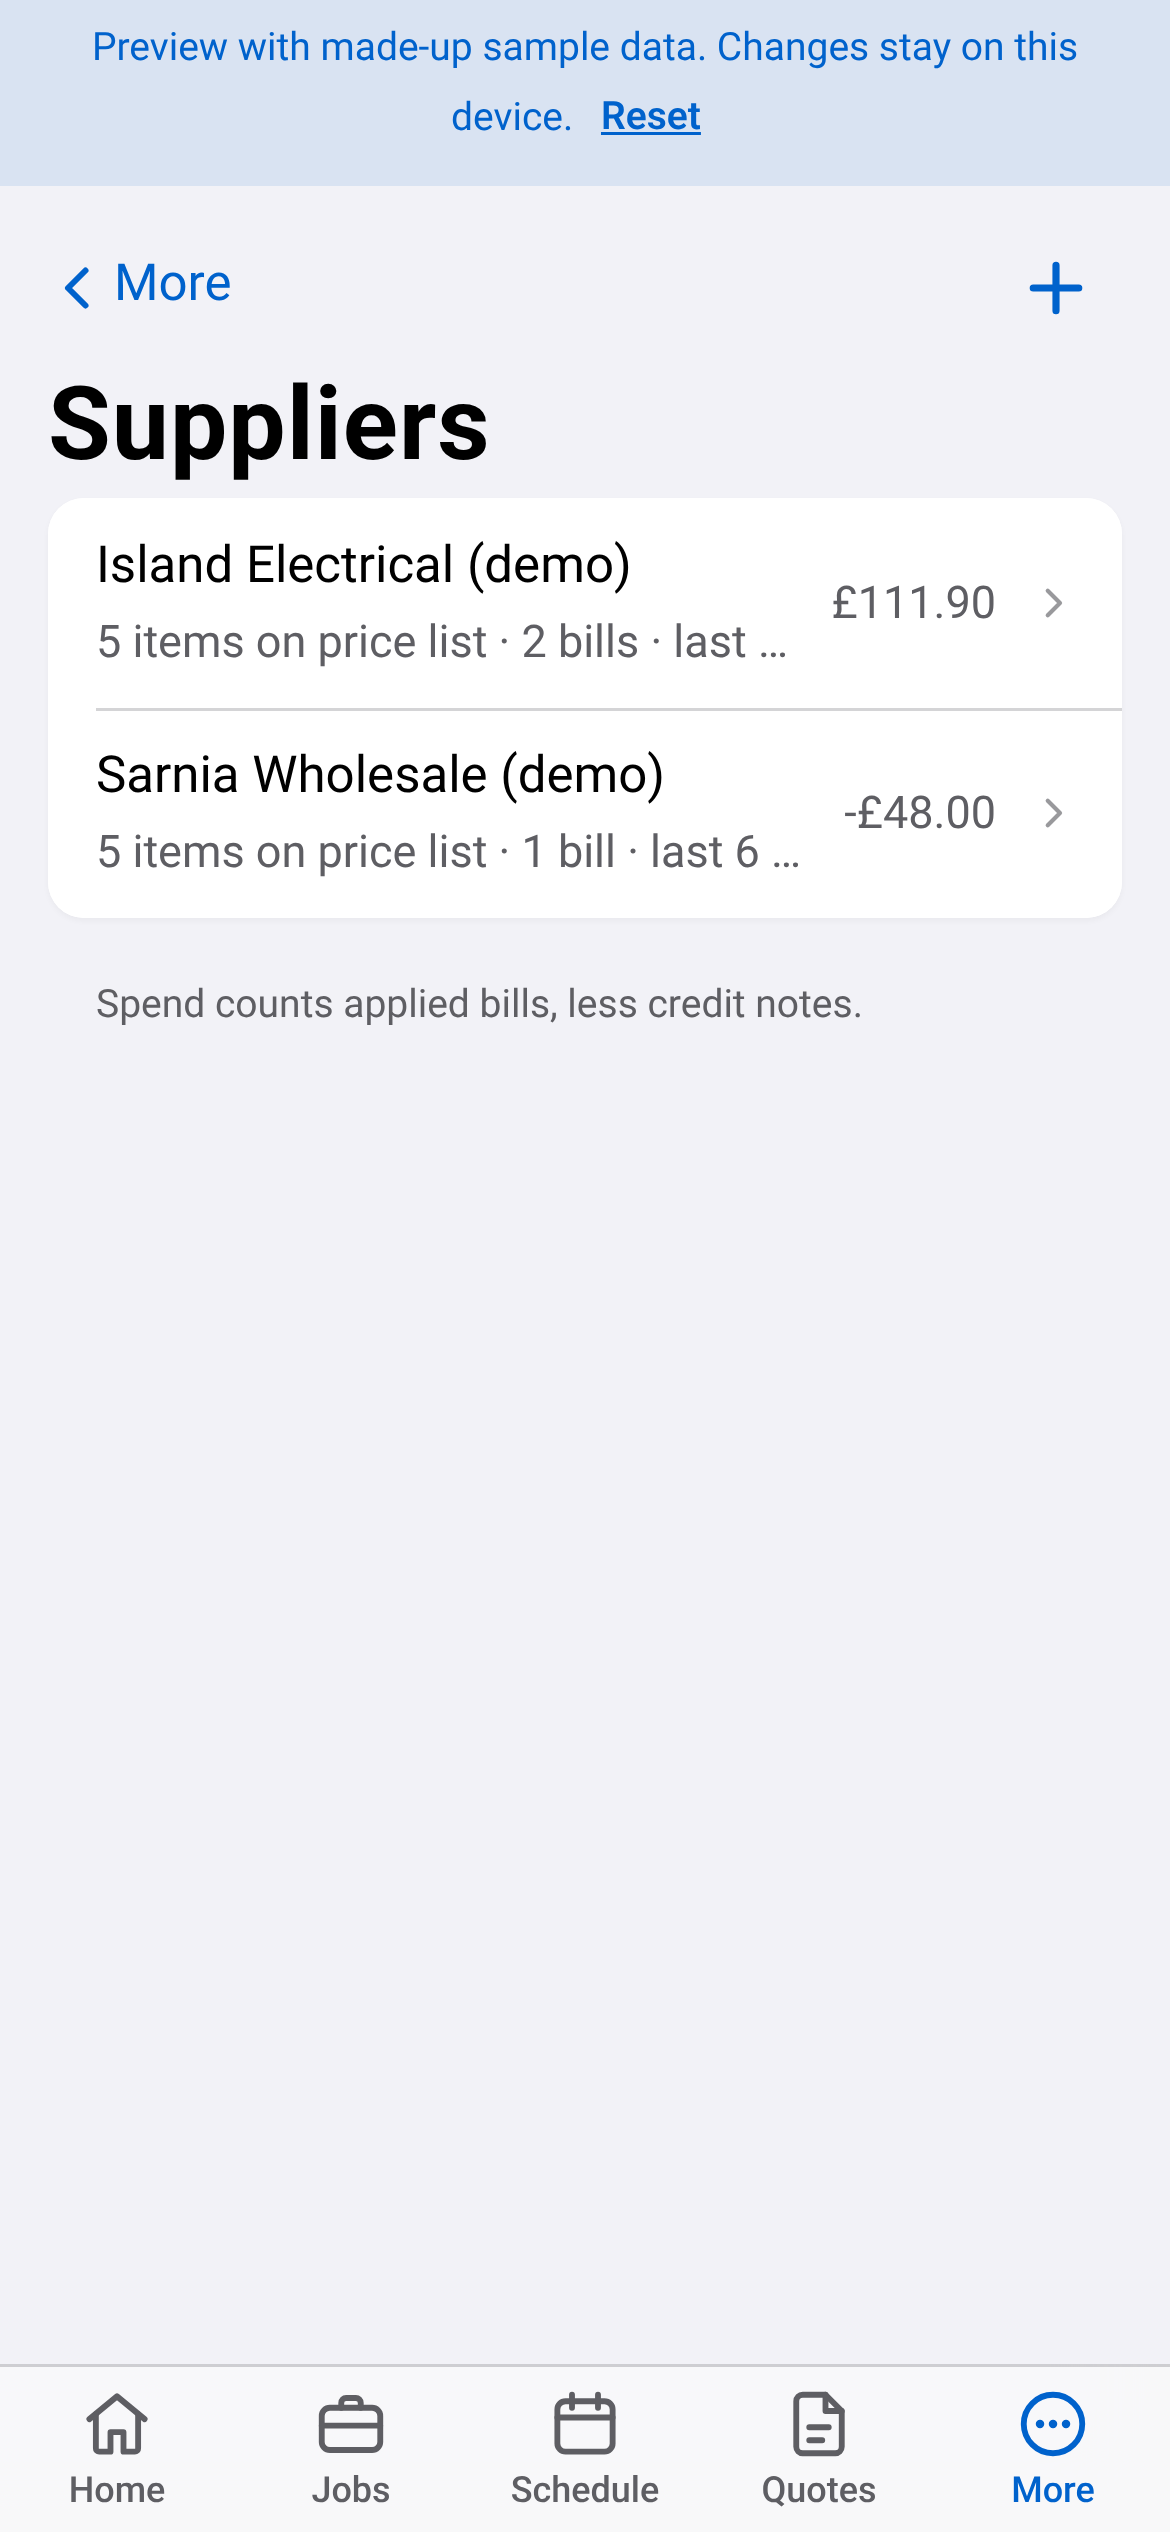 Preview with made-up sample data. Changes stay on this
device. Reset
More
Suppliers
Island Electrical (demo)
£111.90
5 items on price list · 2 bills · last ...
Sarnia Wholesale (demo)
-£48.00
5 items on price list · 1 bill · last 6 ...
Spend counts applied bills, less credit notes.
Home
Jobs
Schedule
Quotes
More